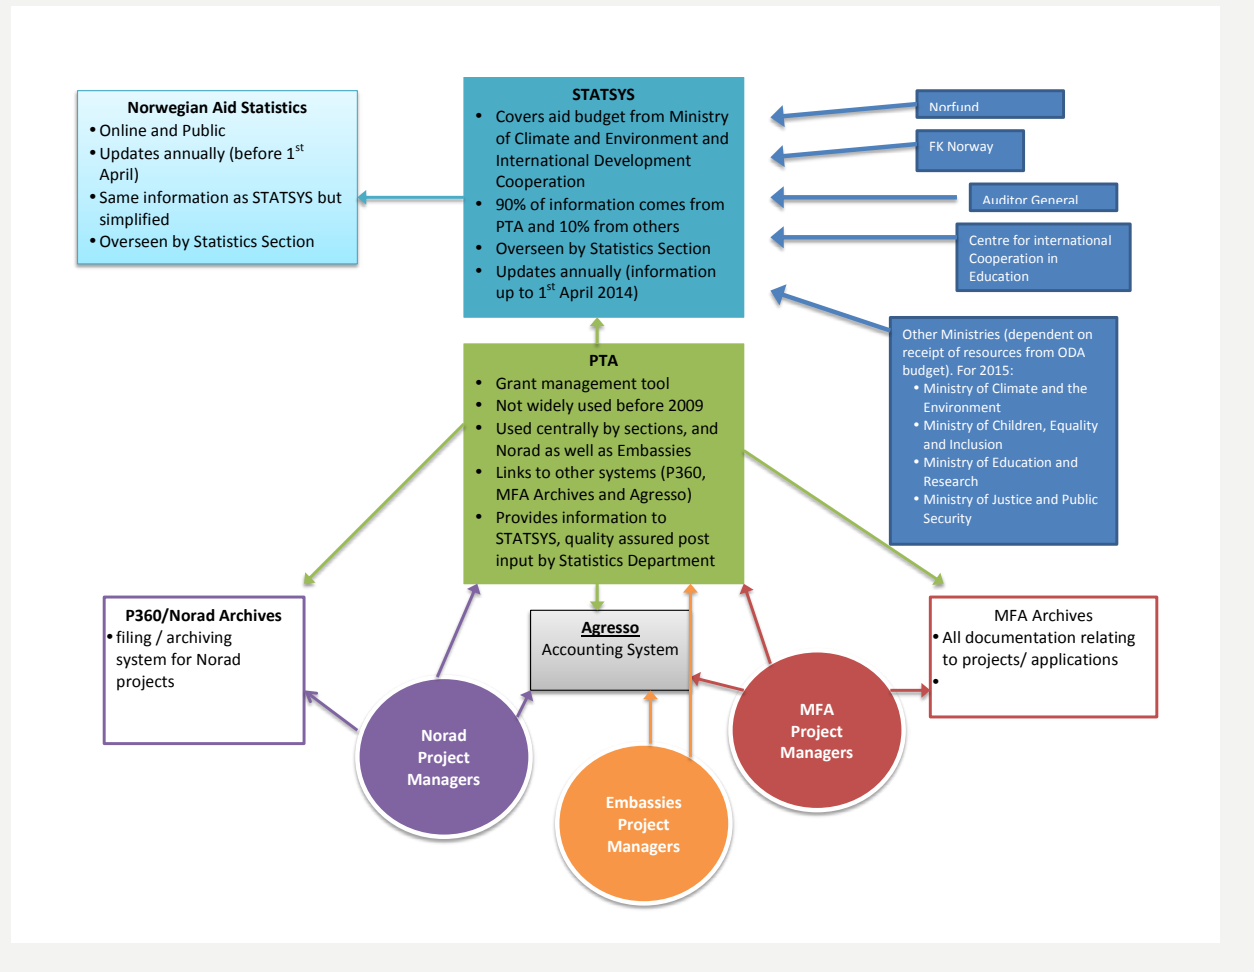 Norwegian Aid Statistics
• Online and Public
• Updates annually (before 1st
April)
• Same information as STATSYS but
simplified
• Overseen by Statistics Section
STATSYS
• Covers aid budget from Ministry
of Climate and Environment and
International Development
Cooperation
• 90% of information comes from
PTA and 10% from others
• Overseen by Statistics Section
• Updates annually (information
up to 1st April 2014)
Norfund
FK Norway
Auditor General
Centre for international
Cooperation in
Education
Other Ministries (dependent on
receipt of resources from ODA
budget). For 2015:
• Ministry of Climate and the
Environment
• Ministry of Children, Equality
and Inclusion
• Ministry of Education and
Research
• Ministry of Justice and Public
Security
PTA
• Grant management tool
• Not widely used before 2009
• Used centrally by sections, and
Norad as well as Embassies
• Links to other systems (P360,
MFA Archives and Agresso)
• Provides information to
STATSYS, quality assured post
input by Statistics Department
P360/Norad Archives
• filing / archiving
system for Norad
projects
Agresso
Accounting System
MFA Archives
• All documentation relating
to projects/ applications
•
Norad
Project
Managers
Embassies
Project
Managers
MFA
Project
Managers